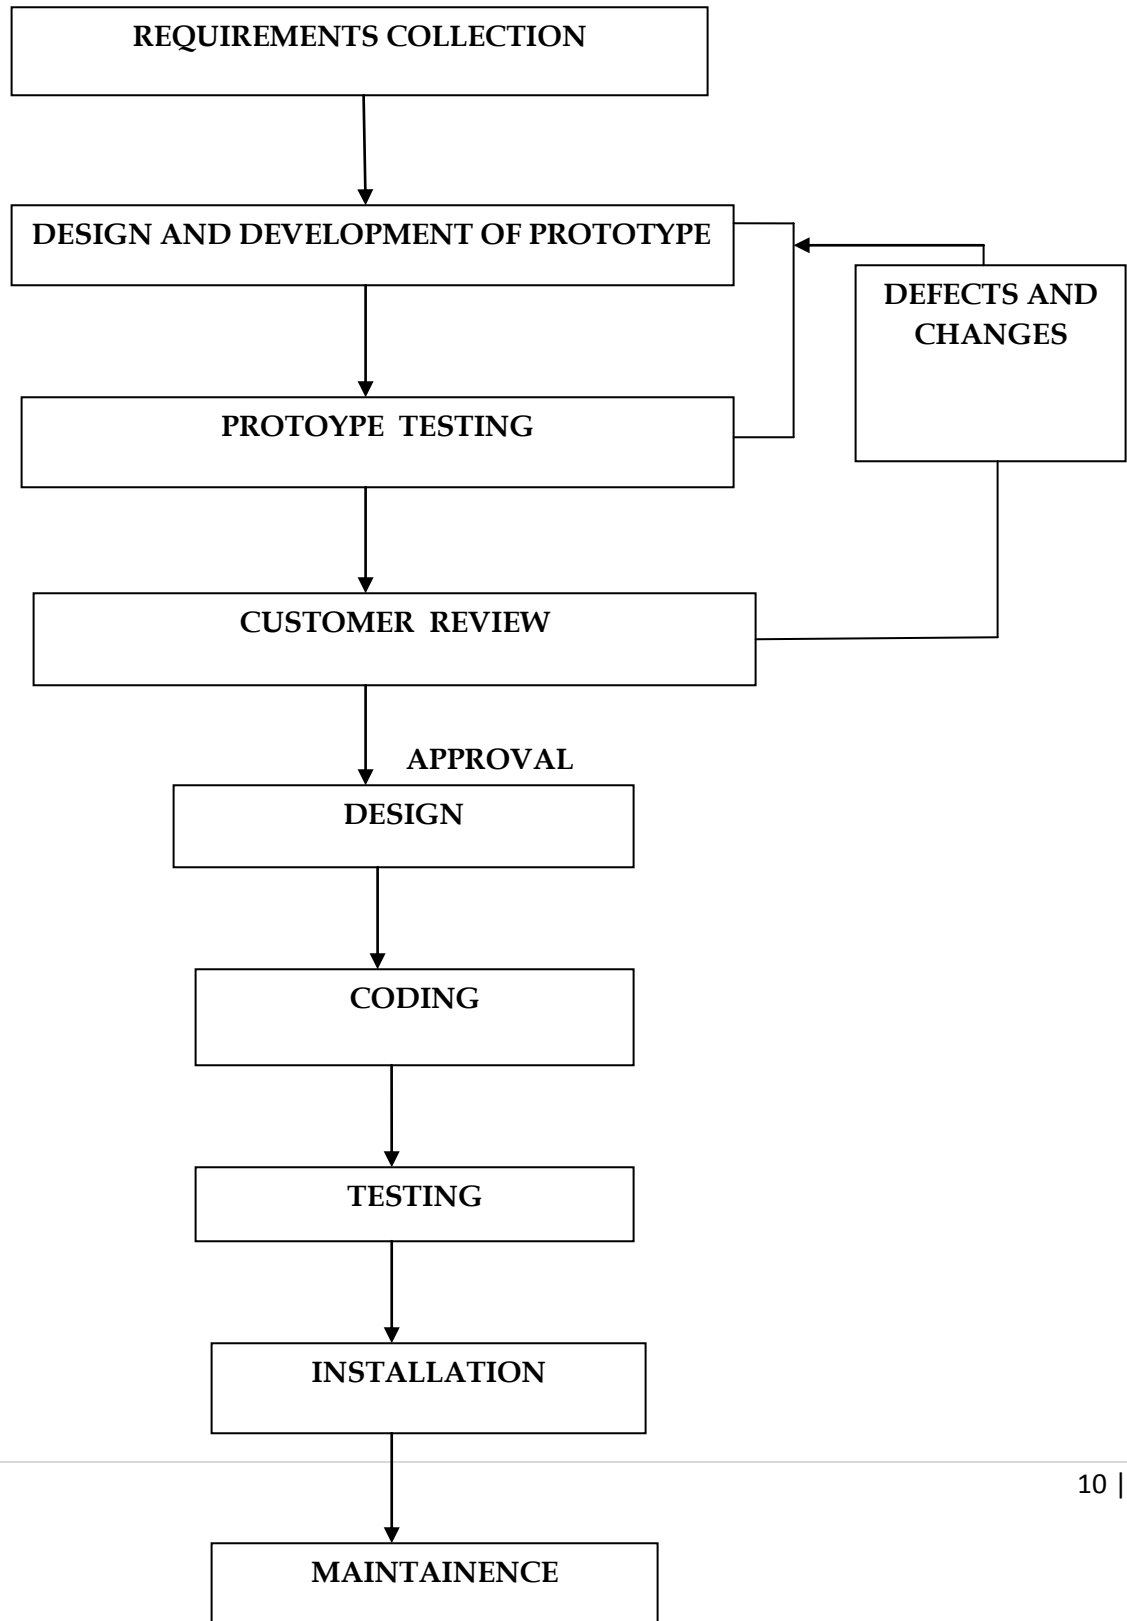 REQUIREMENTS COLLECTION
DESIGN AND DEVELOPMENT OF PROTOTYPE
DEFECTS AND
CHANGES
PROTOYPE TESTING
CUSTOMER REVIEW
APPROVAL
DESIGN
CODING
TESTING
INSTALLATION
10 |
MAINTAINENCE